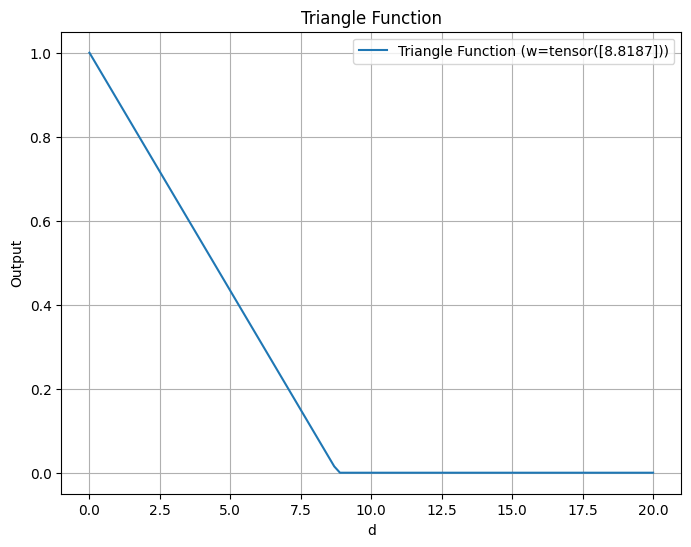 Triangle Function
Triangle Function (w=tensor([8.8187]))
1.0
0.8
0.6
0.4
0.2
0.0
Output
0.0 2.5 5.0 7.5 10.0 12.5 15.0 17.5 20.0
d